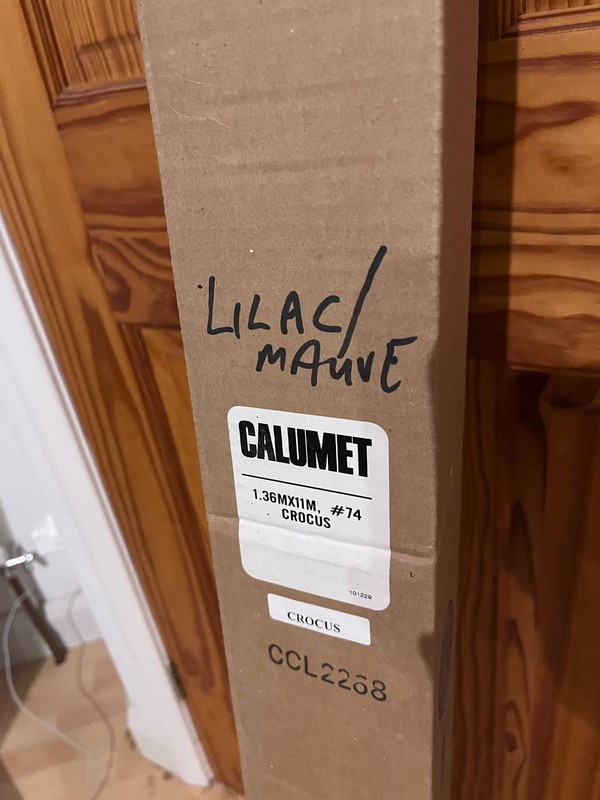 LILAC/
MAUVE
CALUMET
1.36MX11M, #74
CROCUS
101229
CROCUS
CCL2268